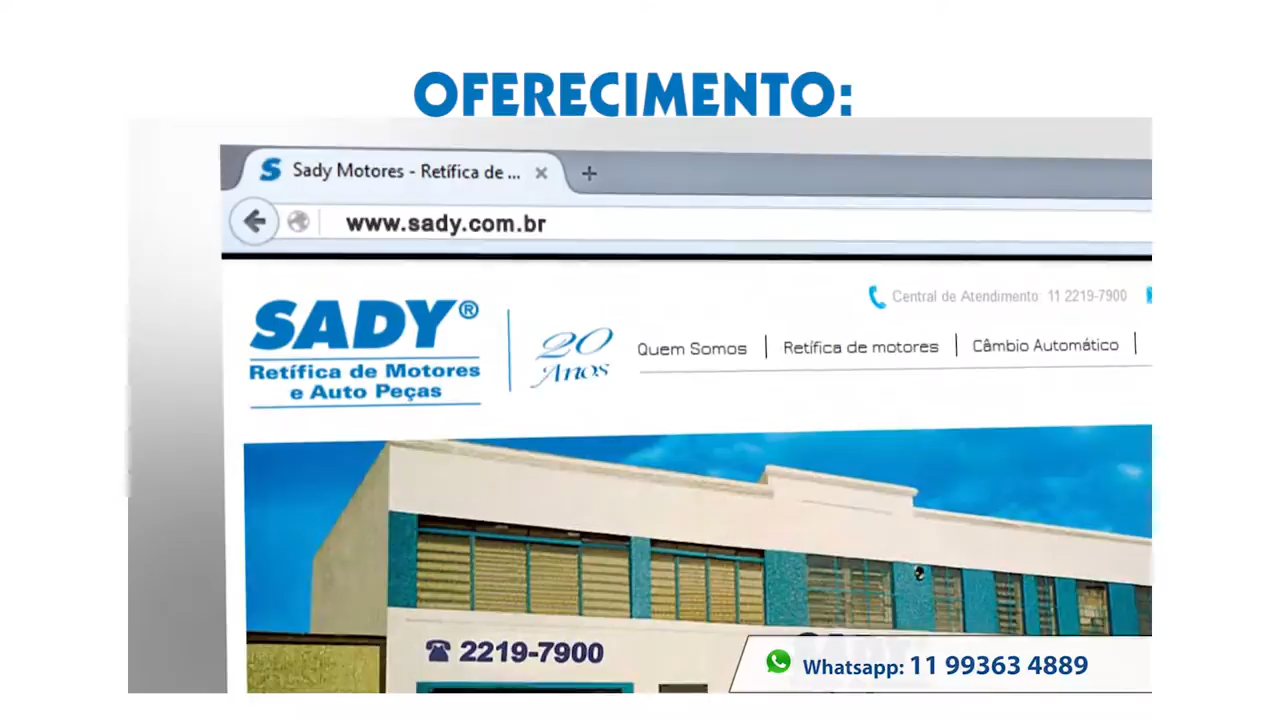 OFERECIMENTO:
S Sady Motores - Retífica de ... × +
www.sady.com.br
Central de Atendimento 11 2219-7900
SADY®
Retífica de Motores
e Auto Peças
20
Anos
Quem Somos | Retífica de motores | Câmbio Automático |
2219-7900
Whatsapp: 11 99363 4889